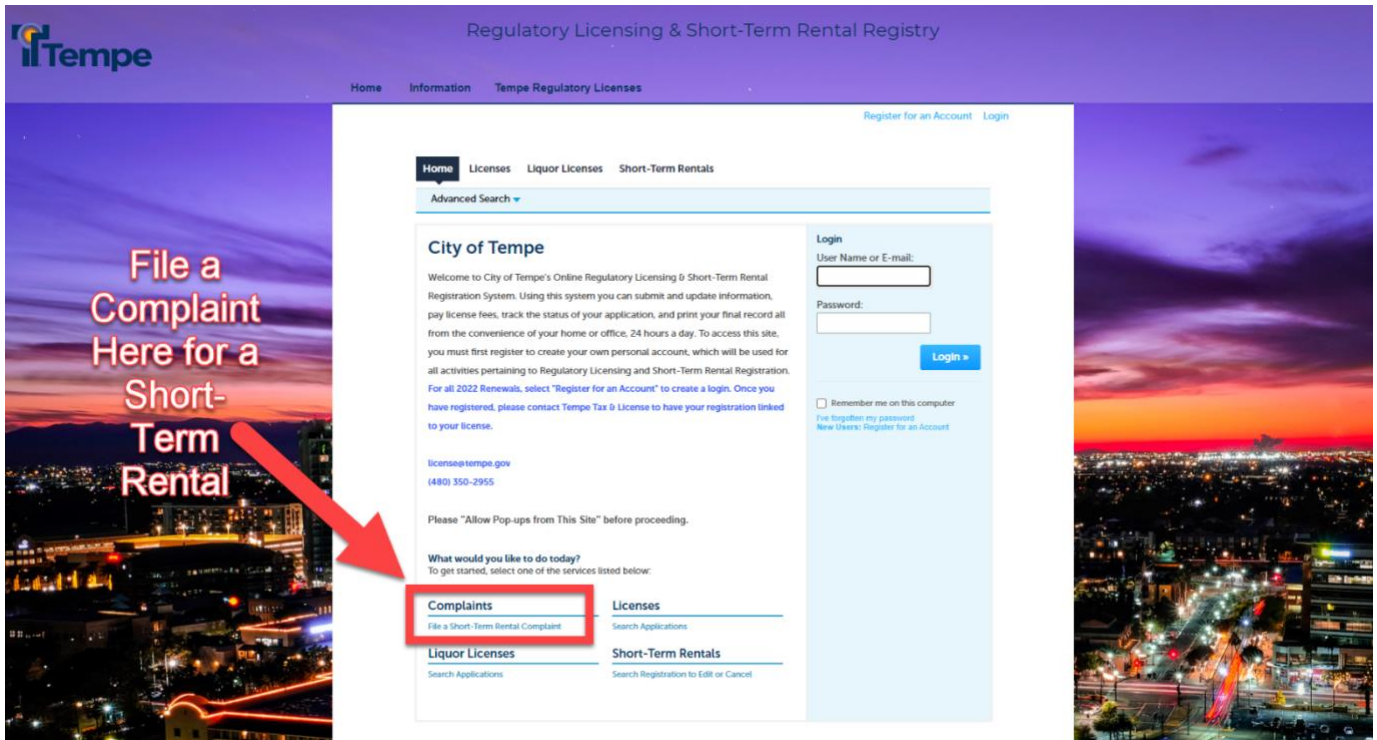 Tempe
Regulatory Licensing & Short-Term Rental Registry
Home Information Tempe Regulatory Licenses
Register for an Account Login
Home Licenses Liquor Licenses Short-Term Rentals
Advanced Search
File a
Complaint
Here for a
Short-
Term
Rental
City of Tempe
Welcome to City of Tempe's Online Regulatory Licensing & Short-Term Rental
Registration System. Using this system you can submit and update information,
pay license fees, track the status of your application, and print your final record all
from the convenience of your home or office, 24 hours a day. To access this site,
you must first register to create your own personal account, which will be used for
all activities pertaining to Regulatory Licensing and Short-Term Rental Registration.
For all 2022 Renewals, select "Register for an Account" to create a login. Once you
have registered, please contact Tempe Tax & License to have your registration linked
to your license.
license@tempe.gov
(480) 350-2955
Please "Allow Pop-ups from This Site" before proceeding.
What would you like to do today?
To get started, select one of the services listed below:
Complaints
File a Short-Term Rental Complaint
Licenses
Search Applications
Liquor Licenses
Search Applications
Short-Term Rentals
Search Registration to Edit or Cancel
Login
User Name or E-mail:
Password:
Login »
Remember me on this computer
I've forgotten my password
New Users: Register for an Account